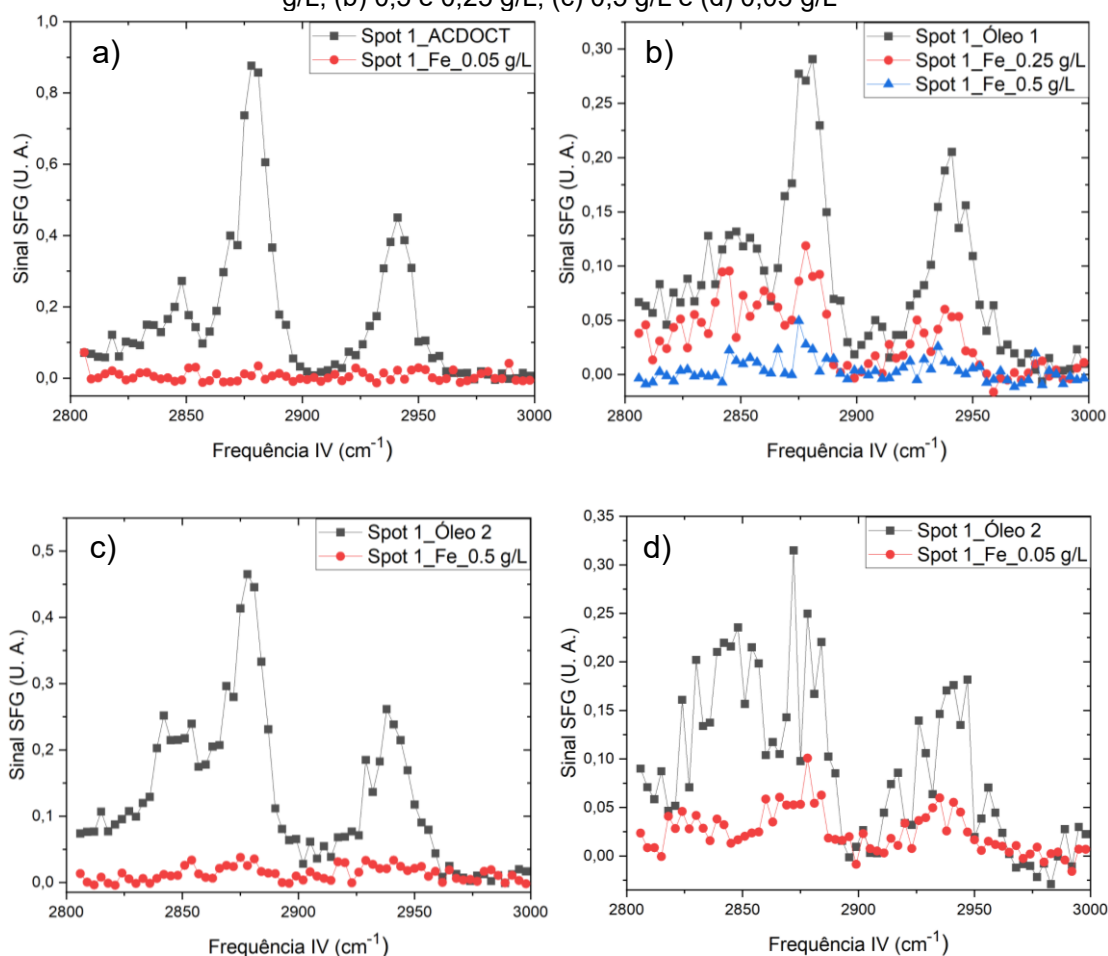 g/L, (b) 0,5 e 0,25 g/L, (c) 0,5 g/L e (d) 0,05 g/L
a)
Spot 1_ACDOCT
Spot 1_Fe_0.05 g/L
1,0
0,8
0,6
0,4
0,2
0,0
Sinal SFG (U. A.)
2800 2850 2900 2950 3000
Frequência IV (cm⁻¹)
b)
Spot 1_Óleo 1
Spot 1_Fe_0.25 g/L
Spot 1_Fe_0.5 g/L
0,30
0,25
0,20
0,15
0,10
0,05
0,00
Sinal SFG (U. A.)
2800 2850 2900 2950 3000
Frequência IV (cm⁻¹)
c)
Spot 1_Óleo 2
Spot 1_Fe_0.5 g/L
0,5
0,4
0,3
0,2
0,1
0,0
Sinal SFG (U. A.)
2800 2850 2900 2950 3000
Frequência IV (cm⁻¹)
d)
Spot 1_Óleo 2
Spot 1_Fe_0.05 g/L
0,35
0,30
0,25
0,20
0,15
0,10
0,05
0,00
Sinal SFG (U. A.)
2800 2850 2900 2950 3000
Frequência IV (cm⁻¹)